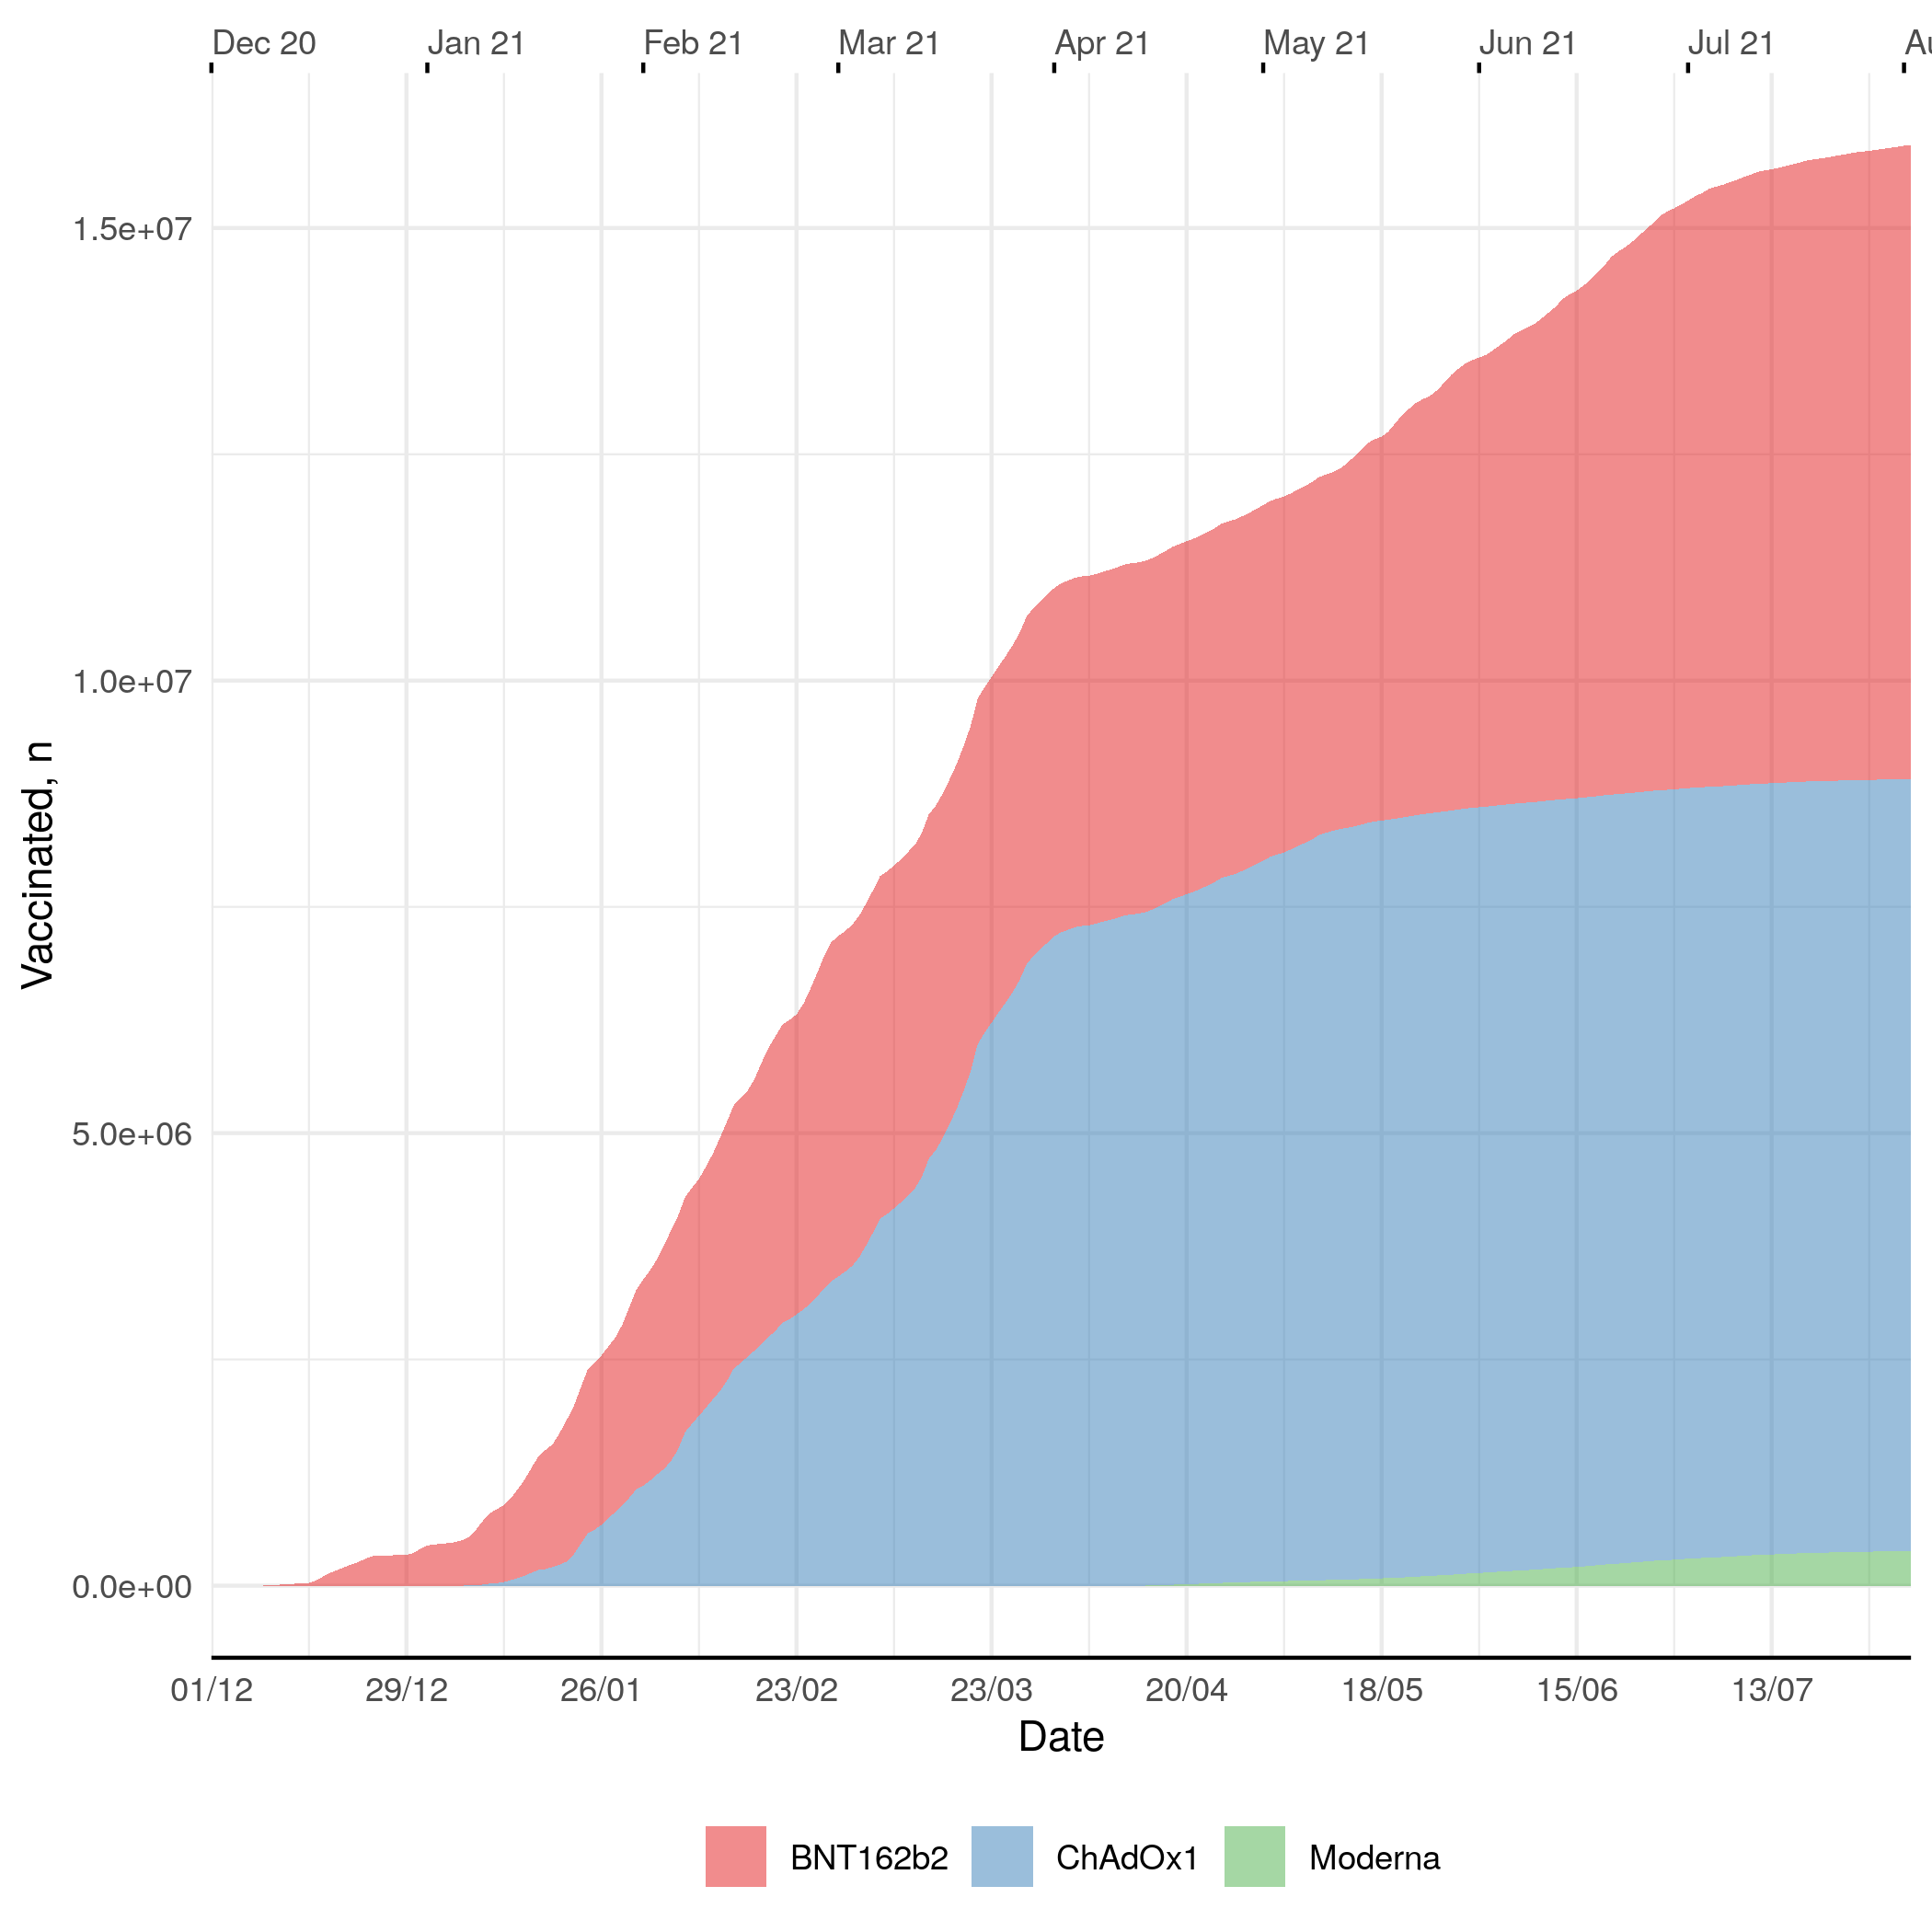 Dec 20 Jan 21 Feb 21 Mar 21 Apr 21 May 21 Jun 21 Jul 21 Au
1.5e+07
1.0e+07
5.0e+06
0.0e+00
Vaccinated, n
01/12 29/12 26/01 23/02 23/03 20/04 18/05 15/06 13/07
Date
BNT162b2 ChAdOx1 Moderna